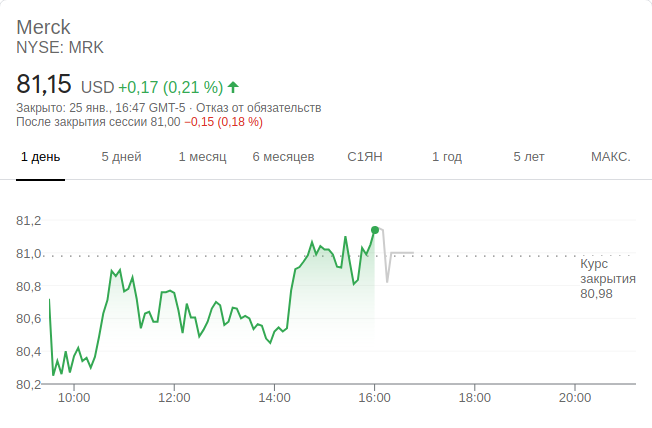 Merck
NYSE: MRK
81,15 USD +0,17 (0,21 %)
Закрыто: 25 янв., 16:47 GMT-5 · Отказ от обязательств
После закрытия сессии 81,00 −0,15 (0,18 %)
1 день 5 дней 1 месяц 6 месяцев С1ЯН 1 год 5 лет МАКС.
81,2
81,0
Курс
закрытия
80,98
80,8
80,6
80,4
80,2
10:00 12:00 14:00 16:00 18:00 20:00